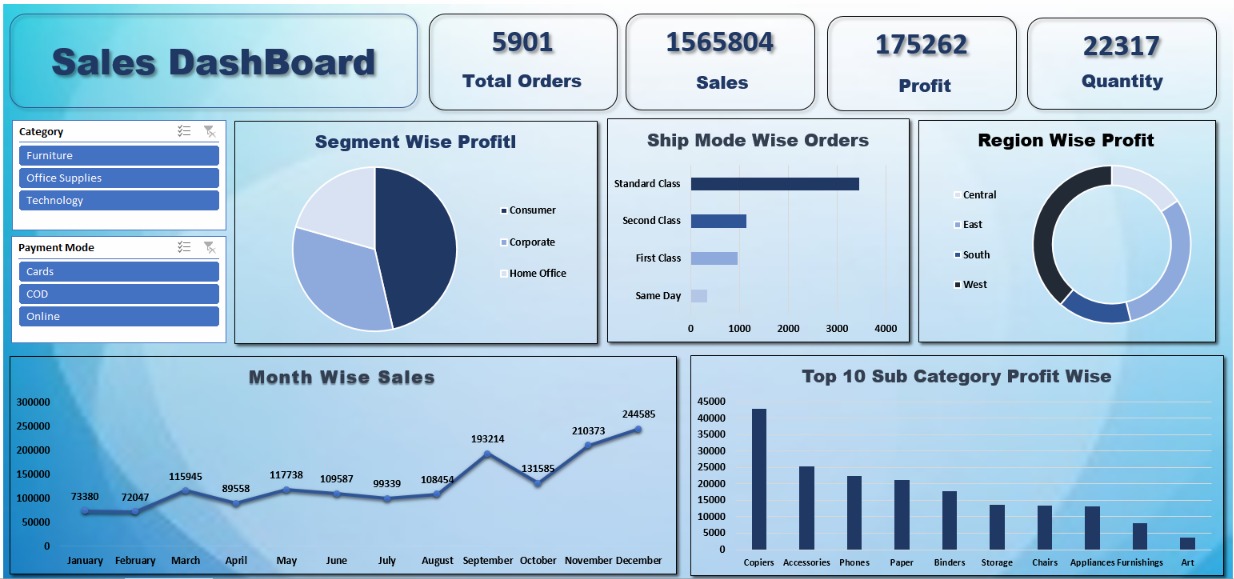 Sales DashBoard
5901
Total Orders
1565804
Sales
175262
Profit
22317
Quantity
Category
Furniture
Office Supplies
Technology
Payment Mode
Cards
COD
Online
Segment Wise Profitl
Consumer
Corporate
Home Office
Ship Mode Wise Orders
Standard Class
Second Class
First Class
Same Day
0 1000 2000 3000 4000
Region Wise Profit
Central
East
South
West
Month Wise Sales
300000
250000
200000
150000
100000
50000
0
73380 72047 115945 89558 117738 109587 99339 108454 193214 131585 210373 244585
January February March April May June July August September October November December
Top 10 Sub Category Profit Wise
45000
40000
35000
30000
25000
20000
15000
10000
5000
0
Copiers Accessories Phones Paper Binders Storage Chairs Appliances Furnishings Art